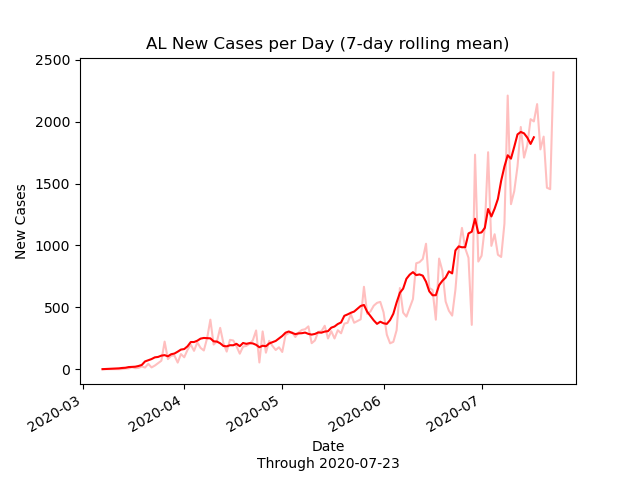 AL New Cases per Day (7-day rolling mean)
2500
2000
1500
1000
500
0
New Cases
2020-03
2020-04
2020-05
2020-06
2020-07
Date
Through 2020-07-23